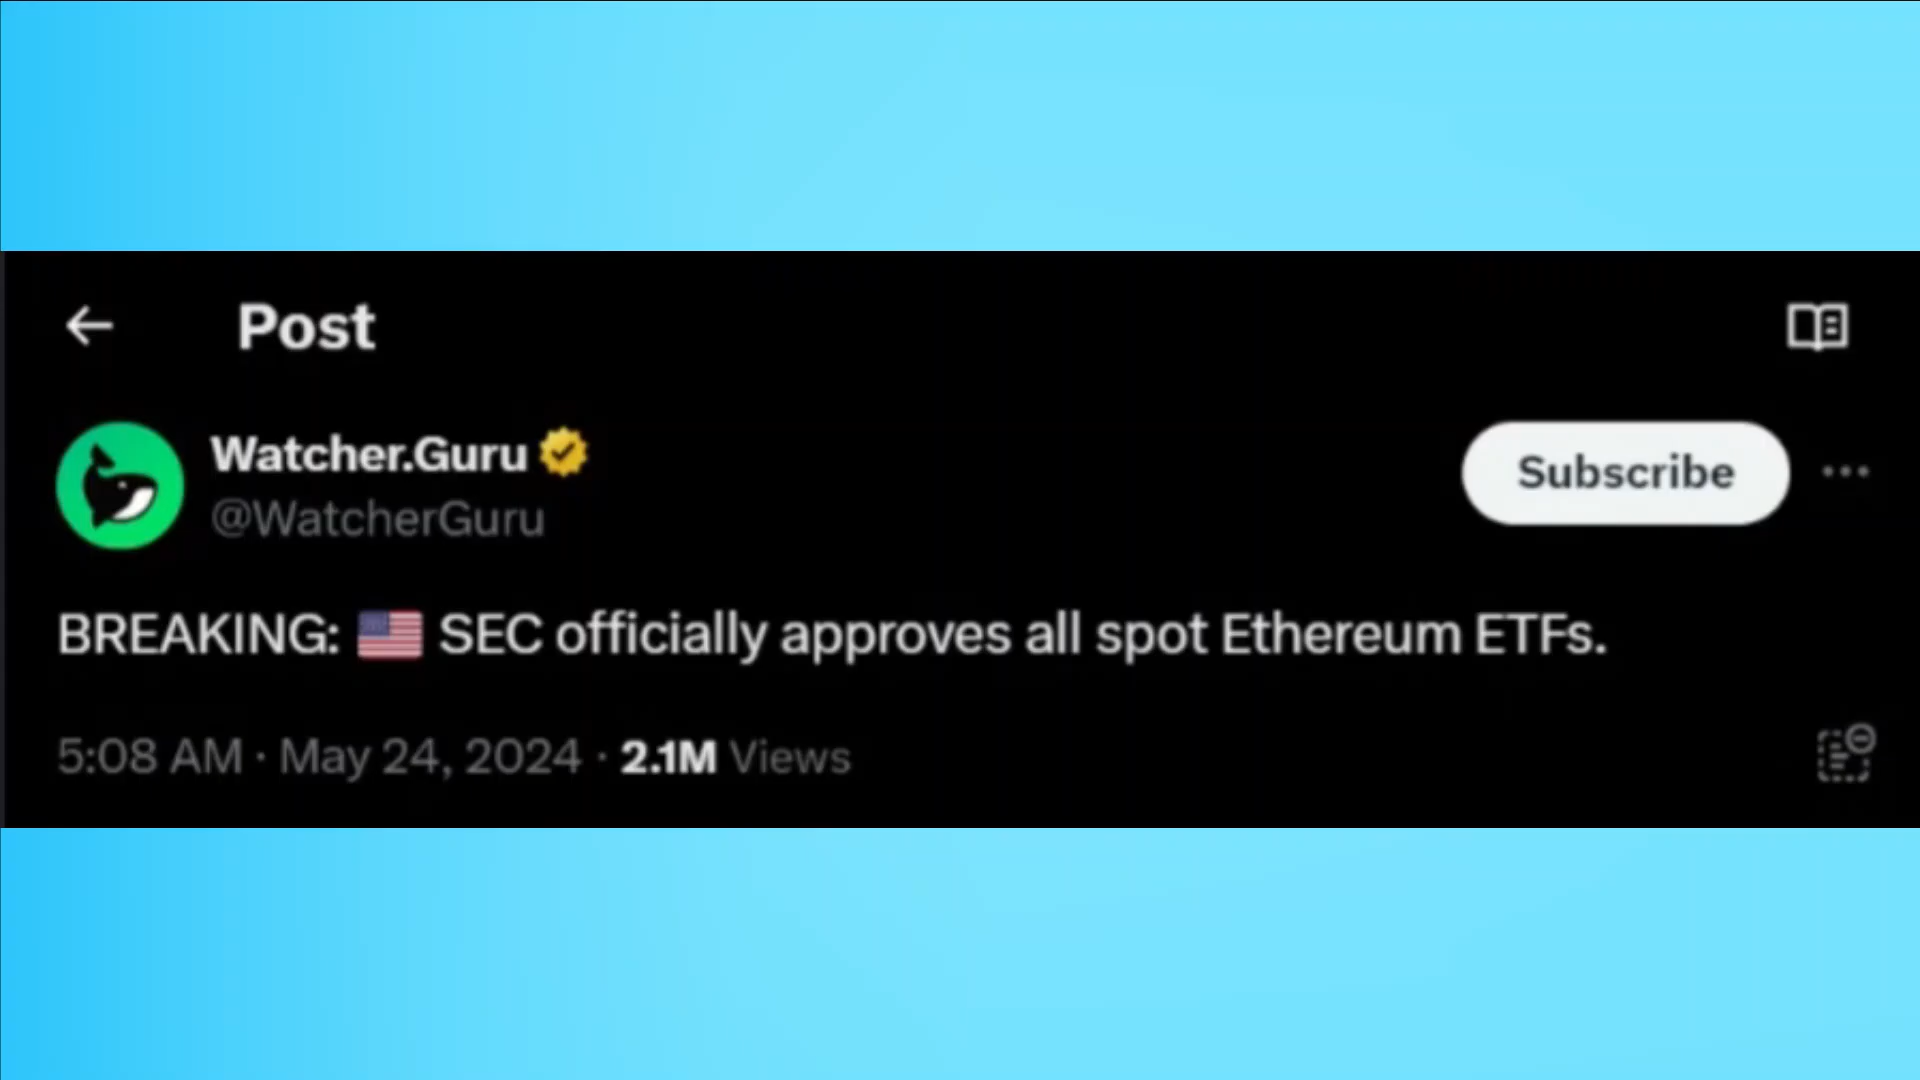 Post
Watcher.Guru
@WatcherGuru
Subscribe
BREAKING: 🇺🇸 SEC officially approves all spot Ethereum ETFs.
5:08 AM · May 24, 2024 · 2.1M Views